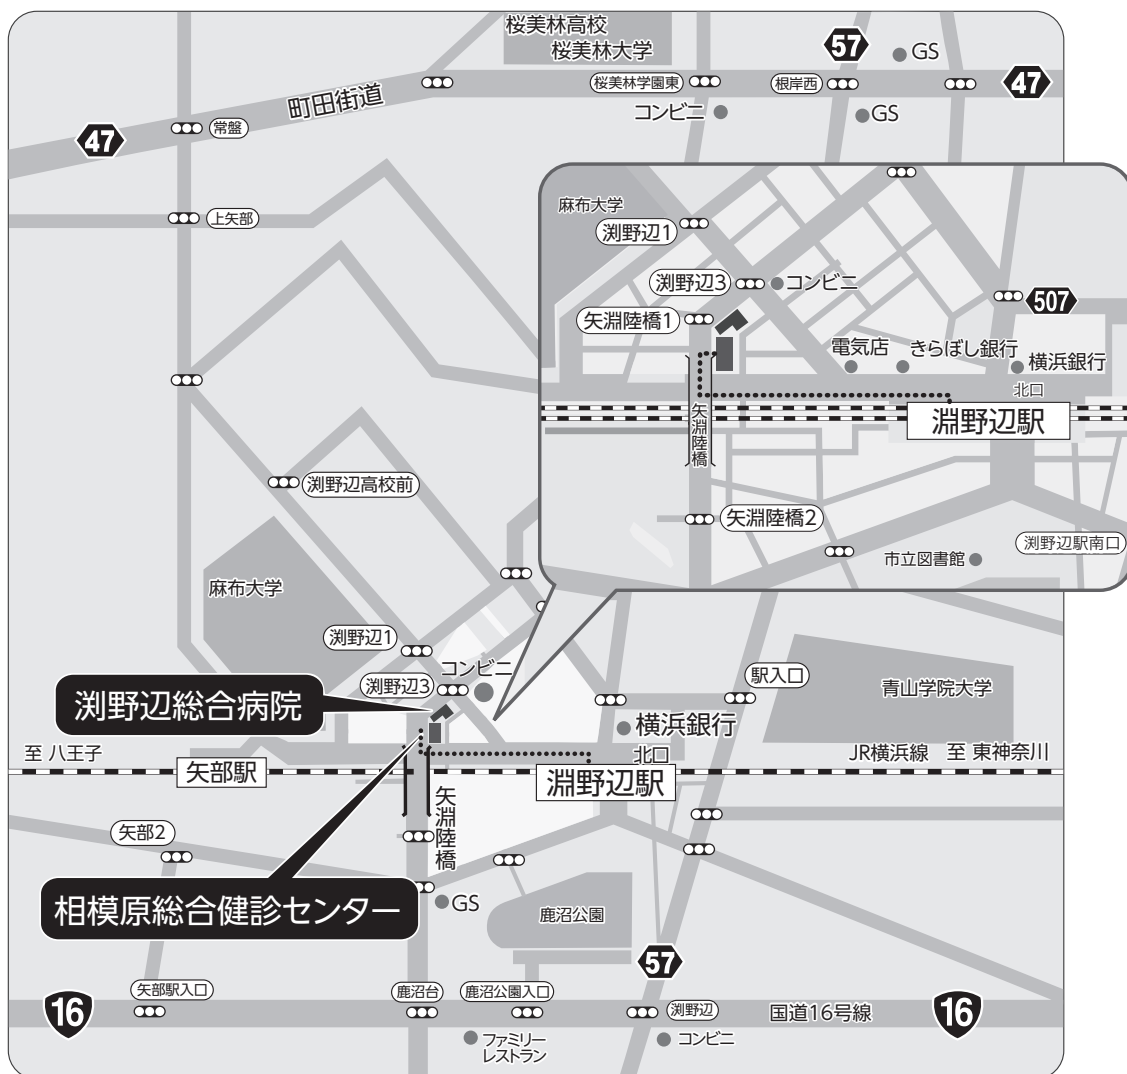 桜美林高校
桜美林大学
57
GS
47
町田街道
桜美林学園東
根岸西
コンビニ
GS
47
常盤
上矢部
麻布大学
渕野辺1
渕野辺3
コンビニ
矢淵陸橋1
507
電気店
きらぼし銀行
横浜銀行
北口
淵野辺駅
矢淵陸橋
矢淵陸橋2
市立図書館
渕野辺駅南口
渕野辺高校前
麻布大学
渕野辺1
コンビニ
渕野辺3
駅入口
青山学院大学
渕野辺総合病院
横浜銀行
北口
至 八王子
矢部駅
淵野辺駅
JR横浜線 至 東神奈川
矢淵陸橋
矢部2
相模原総合健診センター
GS
鹿沼公園
57
16
矢部駅入口
鹿沼台
鹿沼公園入口
渕野辺
国道16号線
16
ファミリー
レストラン
コンビニ